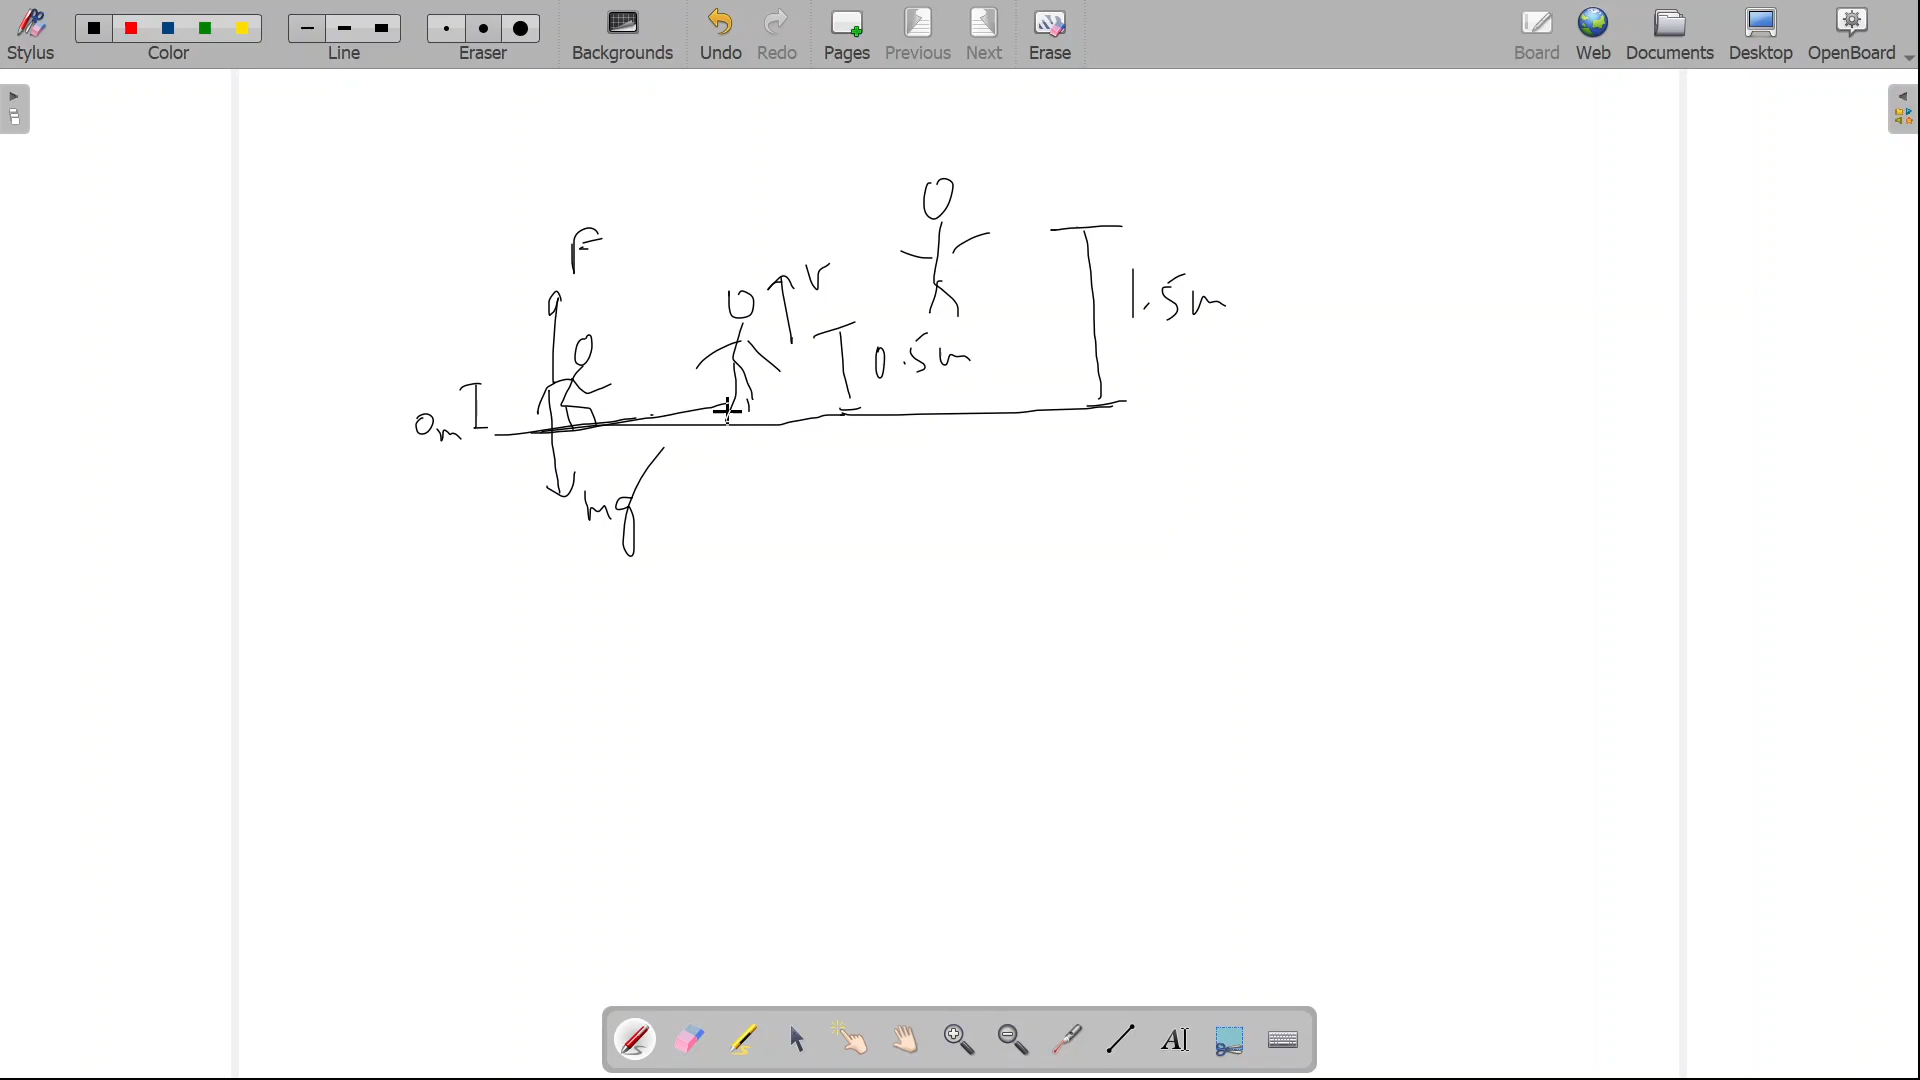 Stylus Color Line Eraser Backgrounds Undo Redo Pages Previous Next Erase Board Web Documents Desktop OpenBoard
F
v
1.5m
0.5m
0m
mg
AI